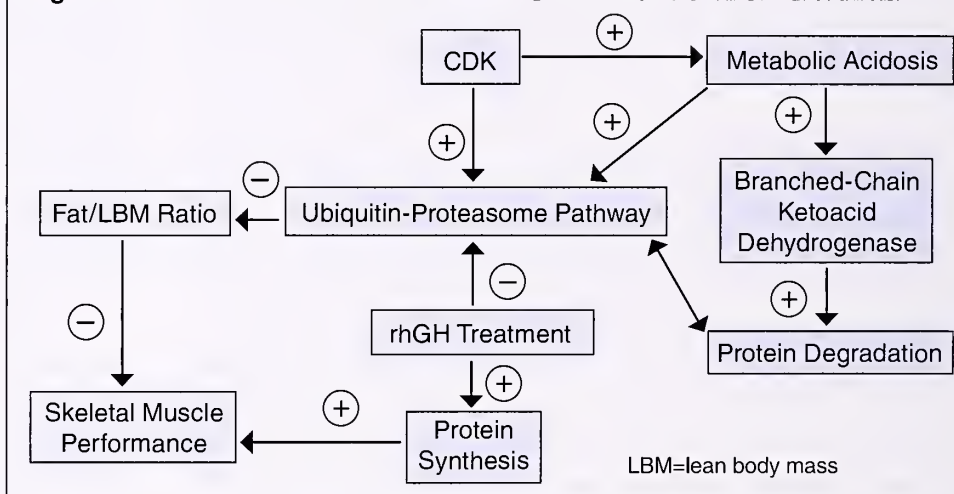 CDK
+
Metabolic Acidosis
+
+
+
−
Fat/LBM Ratio
Ubiquitin-Proteasome Pathway
Branched-Chain
Ketoacid
Dehydrogenase
−
−
+
rhGH Treatment
Protein Degradation
+
Skeletal Muscle
Performance
+
Protein
Synthesis
LBM=lean body mass